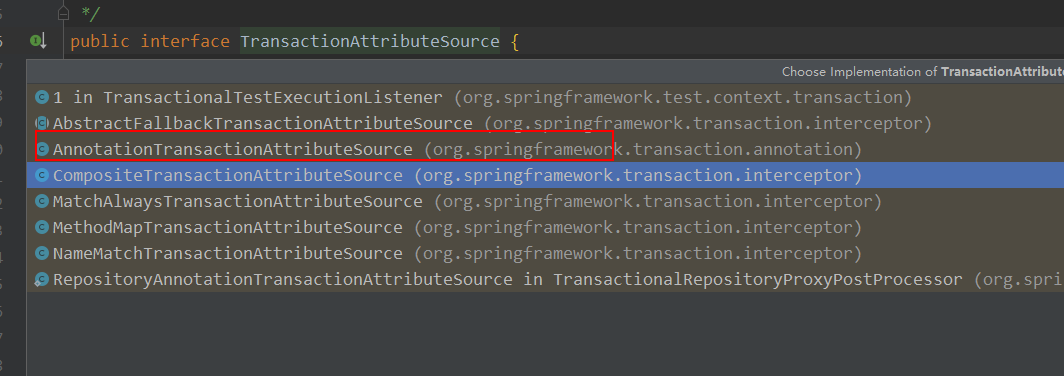 */
public interface TransactionAttributeSource {
Choose Implementation of TransactionAttribute
1 in TransactionalTestExecutionListener (org.springframework.test.context.transaction)
AbstractFallbackTransactionAttributeSource (org.springframework.transaction.interceptor)
AnnotationTransactionAttributeSource (org.springframework.transaction.annotation)
CompositeTransactionAttributeSource (org.springframework.transaction.interceptor)
MatchAlwaysTransactionAttributeSource (org.springframework.transaction.interceptor)
MethodMapTransactionAttributeSource (org.springframework.transaction.interceptor)
NameMatchTransactionAttributeSource (org.springframework.transaction.interceptor)
RepositoryAnnotationTransactionAttributeSource in TransactionalRepositoryProxyPostProcessor (org.spri